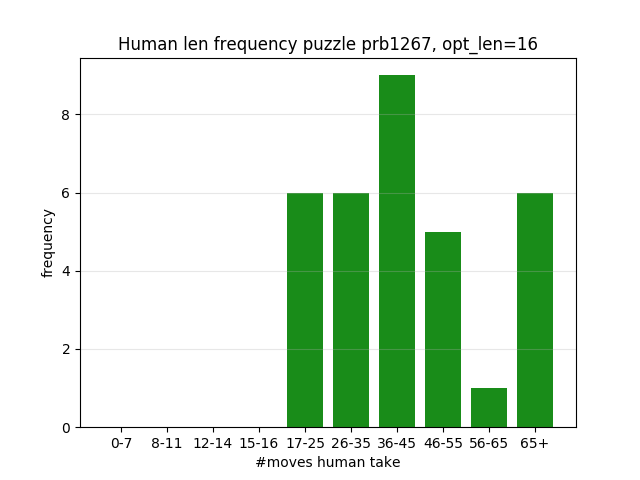 Human len frequency puzzle prb1267, opt_len=16
frequency
8
6
4
2
0
0-7 8-11 12-14 15-16 17-25 26-35 36-45 46-55 56-65 65+
#moves human take